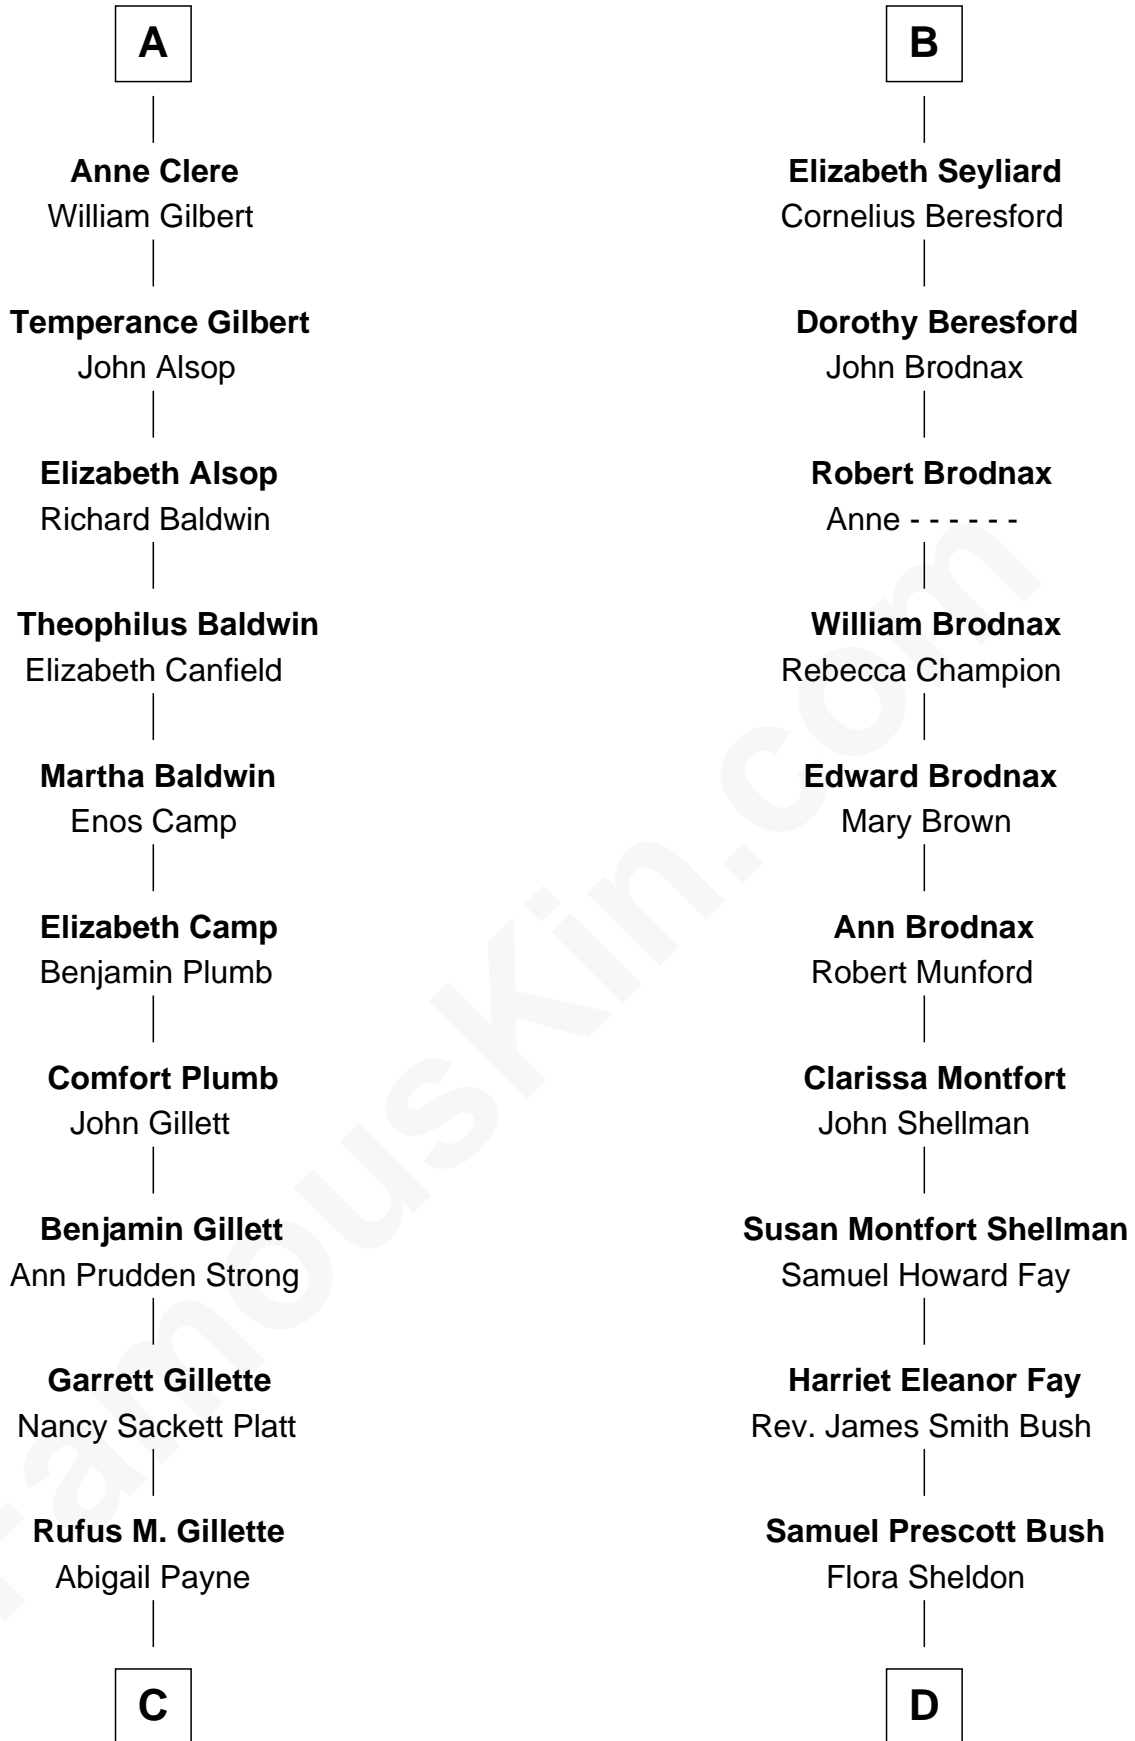 A
Anne Clere
William Gilbert
Temperance Gilbert
John Alsop
Elizabeth Alsop
Richard Baldwin
Theophilus Baldwin
Elizabeth Canfield
Martha Baldwin
Enos Camp
Elizabeth Camp
Benjamin Plumb
Comfort Plumb
John Gillett
Benjamin Gillett
Ann Prudden Strong
Garrett Gillette
Nancy Sackett Platt
Rufus M. Gillette
Abigail Payne
C
B
Elizabeth Seyliard
Cornelius Beresford
Dorothy Beresford
John Brodnax
Robert Brodnax
Anne - - - - - -
William Brodnax
Rebecca Champion
Edward Brodnax
Mary Brown
Ann Brodnax
Robert Munford
Clarissa Montfort
John Shellman
Susan Montfort Shellman
Samuel Howard Fay
Harriet Eleanor Fay
Rev. James Smith Bush
Samuel Prescott Bush
Flora Sheldon
D
FamousKin.com